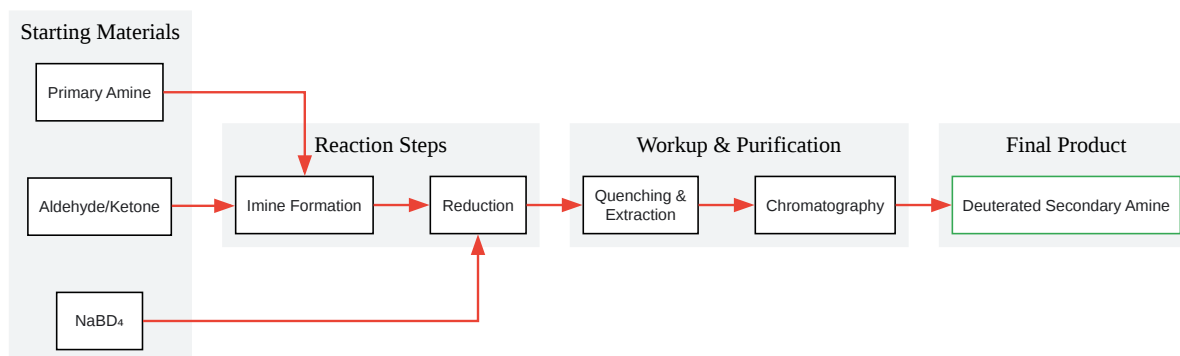 Starting Materials
Primary Amine
Aldehyde/Ketone
NaBD₄
Reaction Steps
Imine Formation
Reduction
Workup & Purification
Quenching &
Extraction
Chromatography
Final Product
Deuterated Secondary Amine